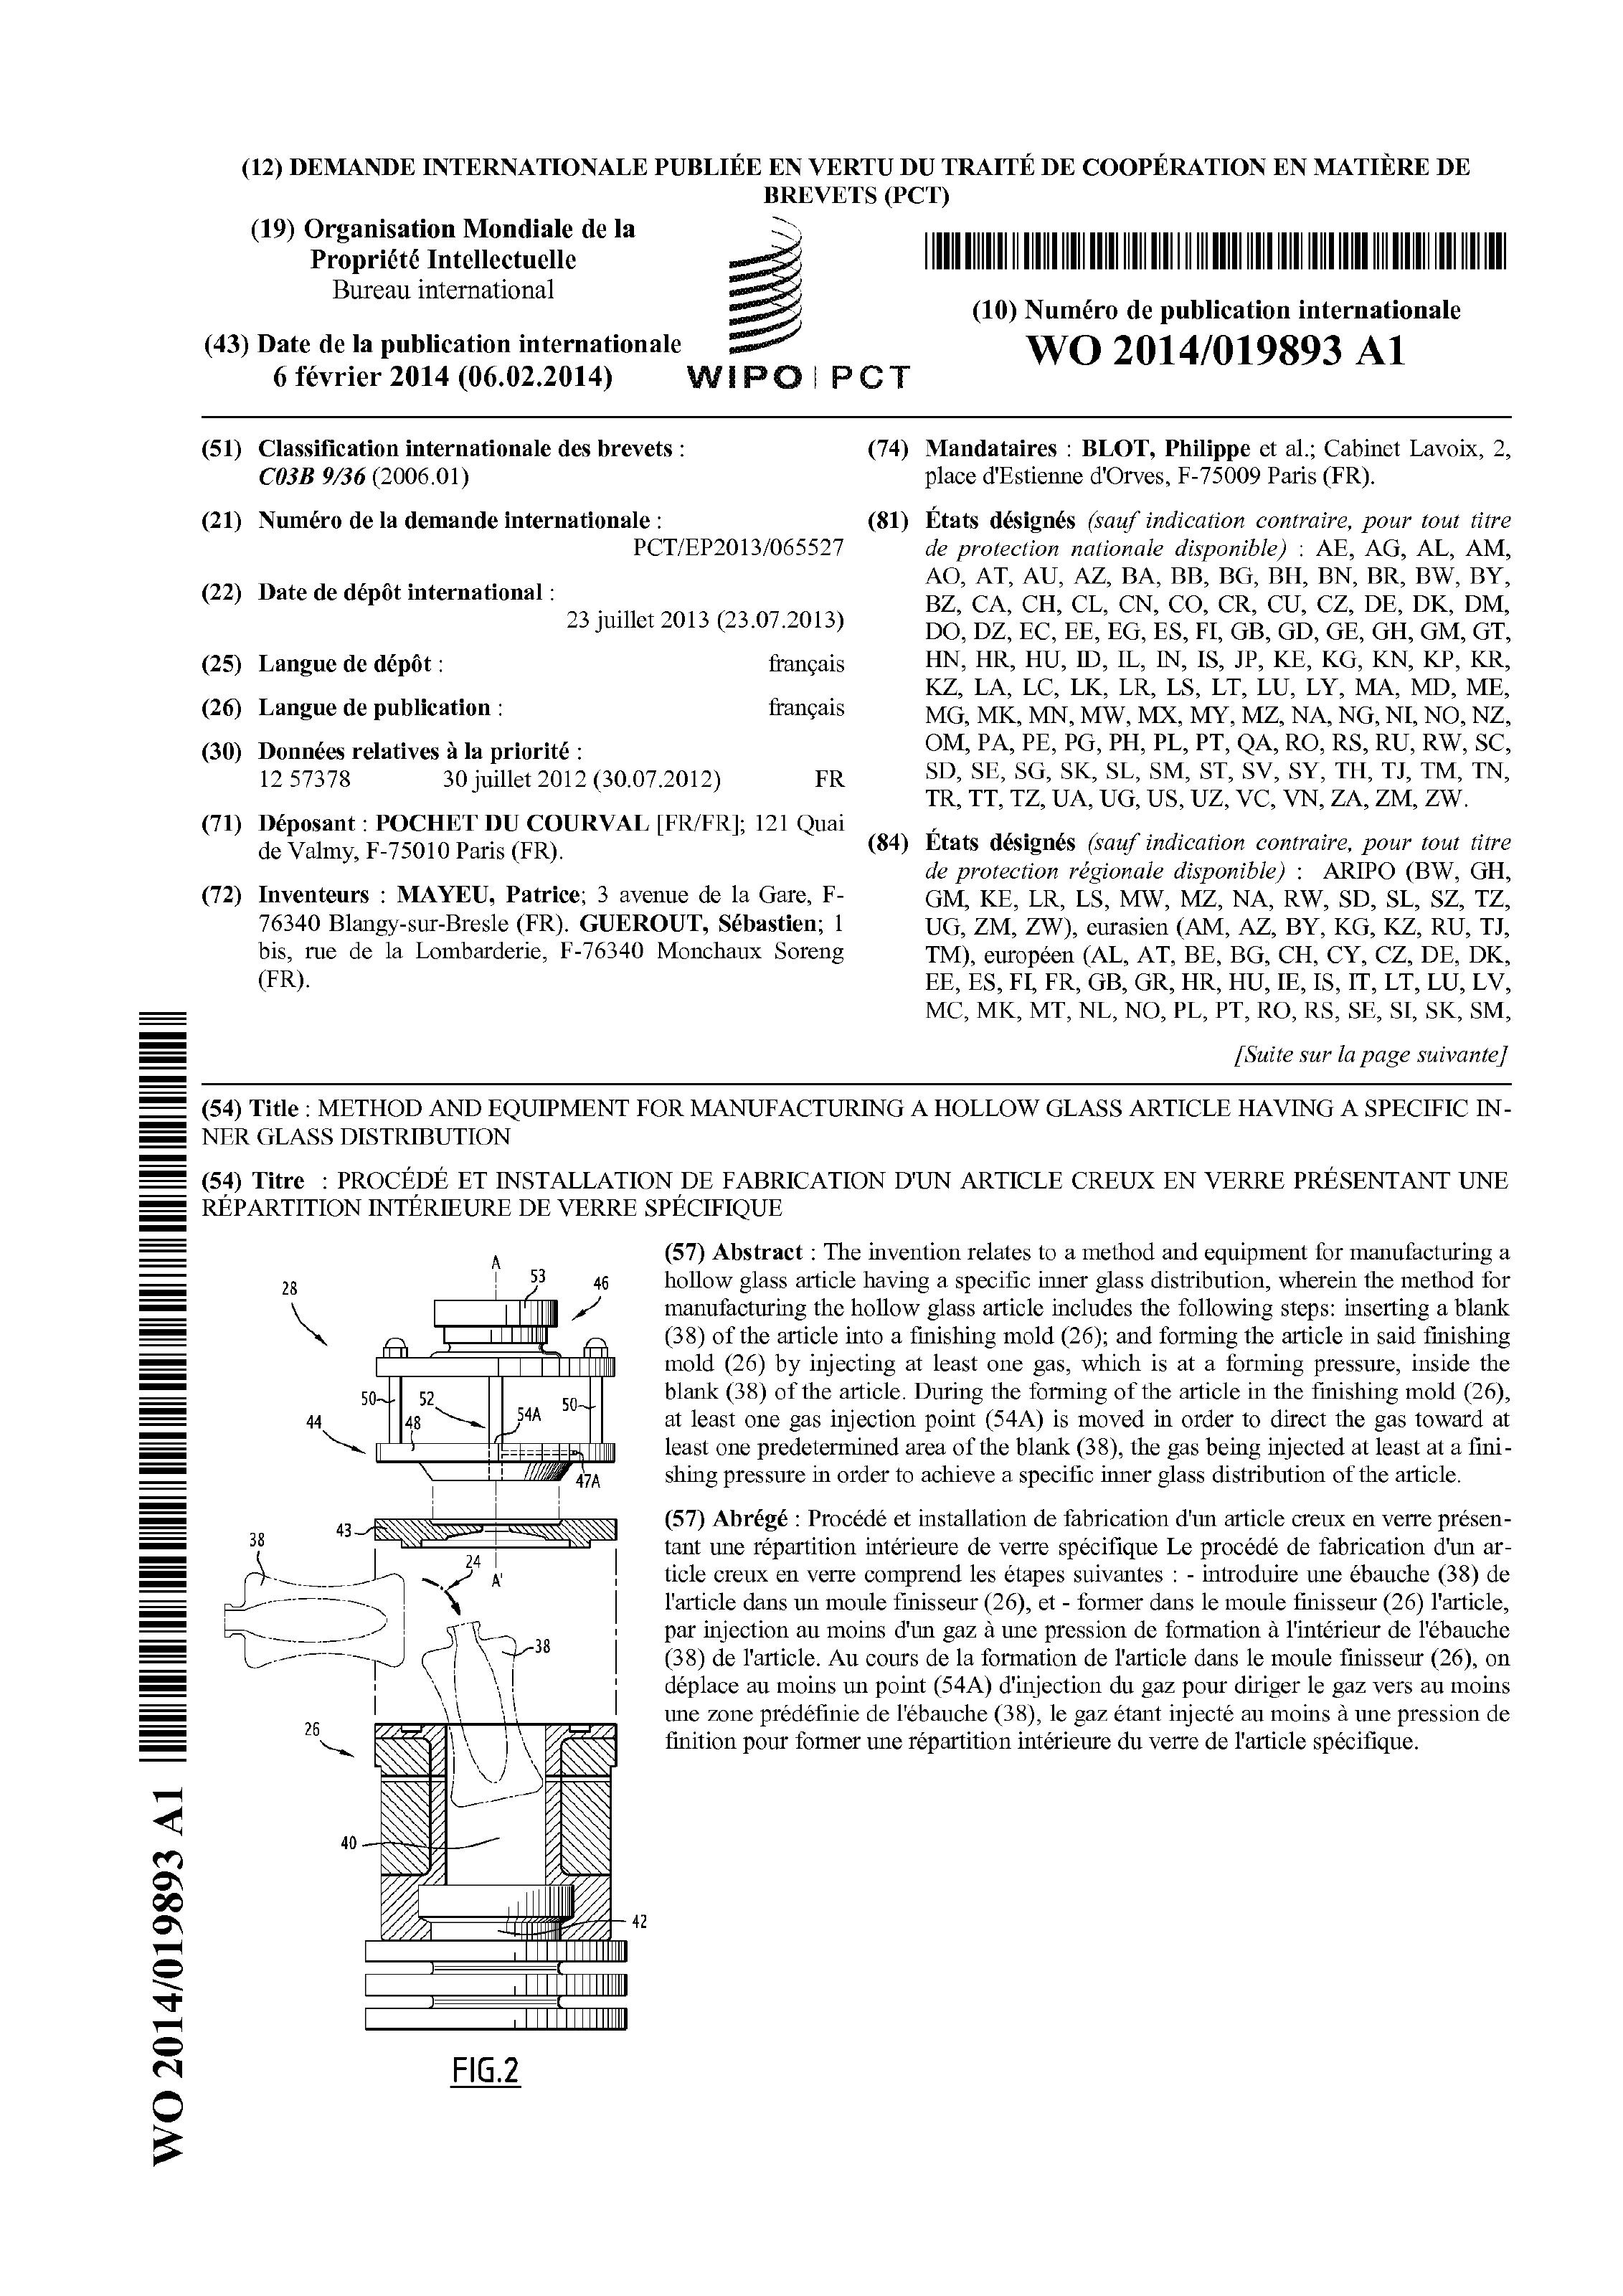 (12) DEMANDE INTERNATIONALE PUBLIÉE EN VERTU DU TRAITÉ DE COOPÉRATION EN MATIÈRE DE
BREVETS (PCT)
(19) Organisation Mondiale de la
Propriété Intellectuelle
Bureau international
(43) Date de la publication internationale
6 février 2014 (06.02.2014)
WIPO | PCT
(10) Numéro de publication internationale
WO 2014/019893 A1
(51) Classification internationale des brevets :
C03B 9/36 (2006.01)
(21) Numéro de la demande internationale :
PCT/EP2013/065527
(22) Date de dépôt international :
23 juillet 2013 (23.07.2013)
(25) Langue de dépôt : français
(26) Langue de publication : français
(30) Données relatives à la priorité :
12 57378 30 juillet 2012 (30.07.2012) FR
(71) Déposant : POCHET DU COURVAL [FR/FR]; 121 Quai
de Valmy, F-75010 Paris (FR).
(72) Inventeurs : MAYEU, Patrice; 3 avenue de la Gare, F-
76340 Blangy-sur-Bresle (FR). GUEROUT, Sébastien; 1
bis, rue de la Lombarderie, F-76340 Monchaux Soreng
(FR).
(74) Mandataires : BLOT, Philippe et al.; Cabinet Lavoix, 2,
place d'Estienne d'Orves, F-75009 Paris (FR).
(81) États désignés (sauf indication contraire, pour tout titre
de protection nationale disponible) : AE, AG, AL, AM,
AO, AT, AU, AZ, BA, BB, BG, BH, BN, BR, BW, BY,
BZ, CA, CH, CL, CN, CO, CR, CU, CZ, DE, DK, DM,
DO, DZ, EC, EE, EG, ES, FI, GB, GD, GE, GH, GM, GT,
HN, HR, HU, ID, IL, IN, IS, JP, KE, KG, KN, KP, KR,
KZ, LA, LC, LK, LR, LS, LT, LU, LY, MA, MD, ME,
MG, MK, MN, MW, MX, MY, MZ, NA, NG, NI, NO, NZ,
OM, PA, PE, PG, PH, PL, PT, QA, RO, RS, RU, RW, SC,
SD, SE, SG, SK, SL, SM, ST, SV, SY, TH, TJ, TM, TN,
TR, TT, TZ, UA, UG, US, UZ, VC, VN, ZA, ZM, ZW.
(84) États désignés (sauf indication contraire, pour tout titre
de protection régionale disponible) : ARIPO (BW, GH,
GM, KE, LR, LS, MW, MZ, NA, RW, SD, SL, SZ, TZ,
UG, ZM, ZW), eurasien (AM, AZ, BY, KG, KZ, RU, TJ,
TM), européen (AL, AT, BE, BG, CH, CY, CZ, DE, DK,
EE, ES, FI, FR, GB, GR, HR, HU, IE, IS, IT, LT, LU, LV,
MC, MK, MT, NL, NO, PL, PT, RO, RS, SE, SI, SK, SM,
[Suite sur la page suivante]
(54) Title : METHOD AND EQUIPMENT FOR MANUFACTURING A HOLLOW GLASS ARTICLE HAVING A SPECIFIC IN-
NER GLASS DISTRIBUTION
(54) Titre : PROCÉDÉ ET INSTALLATION DE FABRICATION D'UN ARTICLE CREUX EN VERRE PRÉSENTANT UNE
RÉPARTITION INTÉRIEURE DE VERRE SPÉCIFIQUE
(57) Abstract : The invention relates to a method and equipment for manufacturing a
hollow glass article having a specific inner glass distribution, wherein the method for
manufacturing the hollow glass article includes the following steps: inserting a blank
(38) of the article into a finishing mold (26); and forming the article in said finishing
mold (26) by injecting at least one gas, which is at a forming pressure, inside the
blank (38) of the article. During the forming of the article in the finishing mold (26),
at least one gas injection point (54A) is moved in order to direct the gas toward at
least one predetermined area of the blank (38), the gas being injected at least at a fini-
shing pressure in order to achieve a specific inner glass distribution of the article.
(57) Abrégé : Procédé et installation de fabrication d'un article creux en verre présen-
tant une répartition intérieure de verre spécifique Le procédé de fabrication d'un ar-
ticle creux en verre comprend les étapes suivantes : - introduire une ébauche (38) de
l'article dans un moule finisseur (26), et - former dans le moule finisseur (26) l'article,
par injection au moins d'un gaz à une pression de formation à l'intérieur de l'ébauche
(38) de l'article. Au cours de la formation de l'article dans le moule finisseur (26), on
déplace au moins un point (54A) d'injection du gaz pour diriger le gaz vers au moins
une zone prédéfinie de l'ébauche (38), le gaz étant injecté au moins à une pression de
finition pour former une répartition intérieure du verre de l'article spécifique.
A
53
46
28
50
52
54A
50
44
48
47A
43
38
24
A'
38
26
40
42
FIG.2
WO 2014/019893 A1